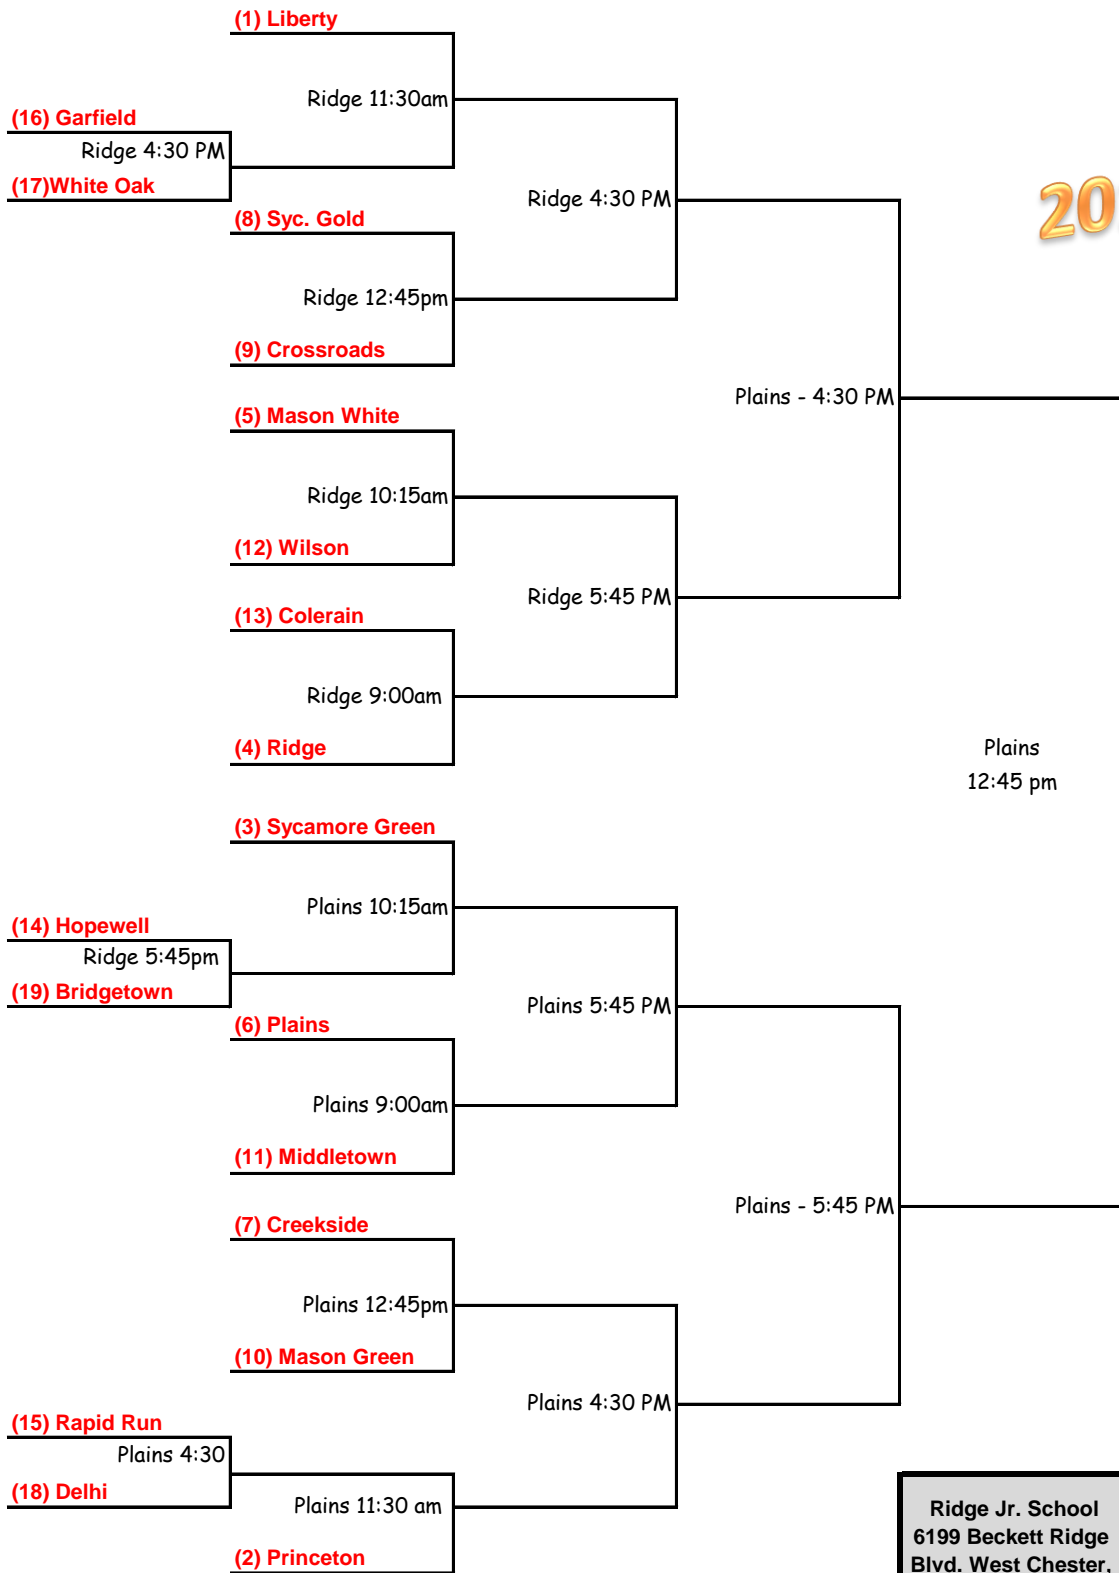 (1) Liberty
Ridge 11:30am
(16) Garfield
Ridge 4:30 PM
(17)White Oak
Ridge 4:30 PM
(8) Syc. Gold
Ridge 12:45pm
(9) Crossroads
Plains - 4:30 PM
(5) Mason White
Ridge 10:15am
(12) Wilson
Ridge 5:45 PM
(13) Colerain
Ridge 9:00am
(4) Ridge
Plains
12:45 pm
(3) Sycamore Green
Plains 10:15am
(14) Hopewell
Ridge 5:45pm
(19) Bridgetown
Plains 5:45 PM
(6) Plains
Plains 9:00am
(11) Middletown
Plains - 5:45 PM
(7) Creekside
Plains 12:45pm
(10) Mason Green
Plains 4:30 PM
(15) Rapid Run
Plains 4:30
(18) Delhi
Plains 11:30 am
(2) Princeton
20
Ridge Jr. School
6199 Beckett Ridge
Blvd. West Chester,